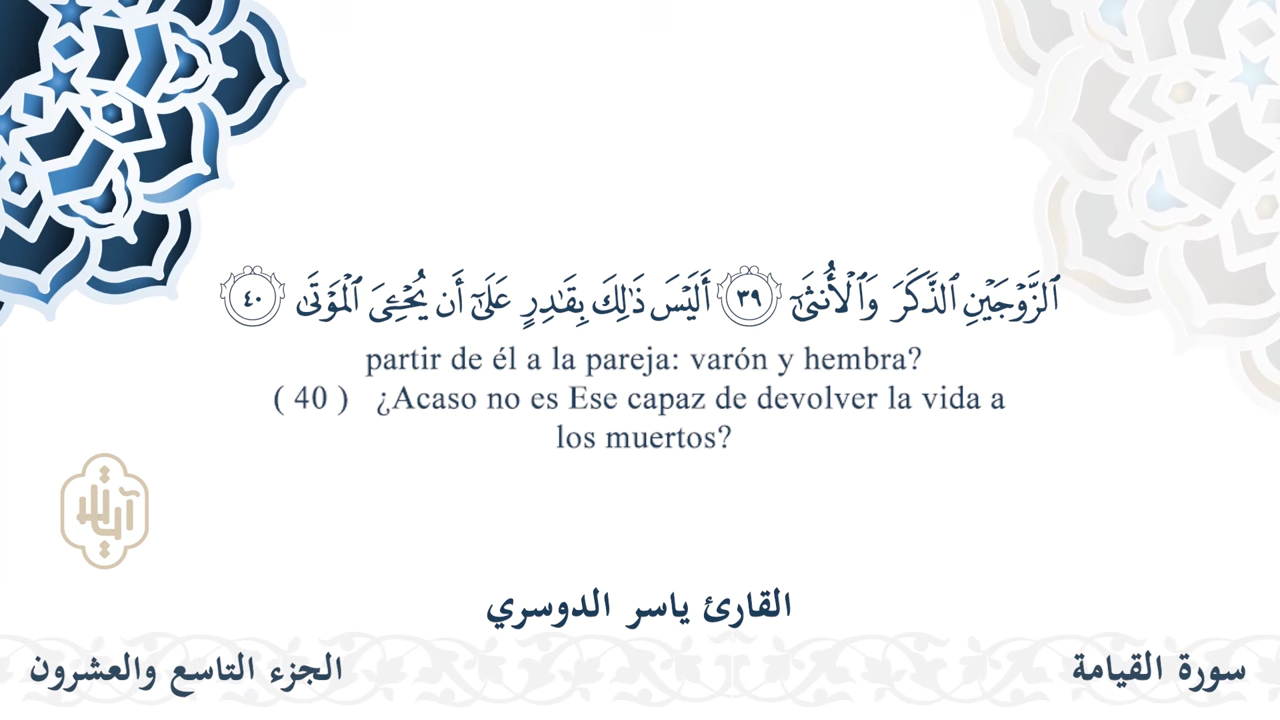 ٱلزَّوۡجَيۡنِ ٱلذَّكَرَ وَٱلۡأُنثَىٰٓ ٣٩ أَلَيۡسَ ذَٰلِكَ بِقَٰدِرٍ عَلَىٰٓ أَن يُحۡـِۧيَ ٱلۡمَوۡتَىٰ ٤٠
partir de él a la pareja: varón y hembra?
( 40 ) ¿Acaso no es Ese capaz de devolver la vida a
los muertos?
آيات
القارئ ياسر الدوسري
سورة القيامة
الجزء التاسع والعشرون